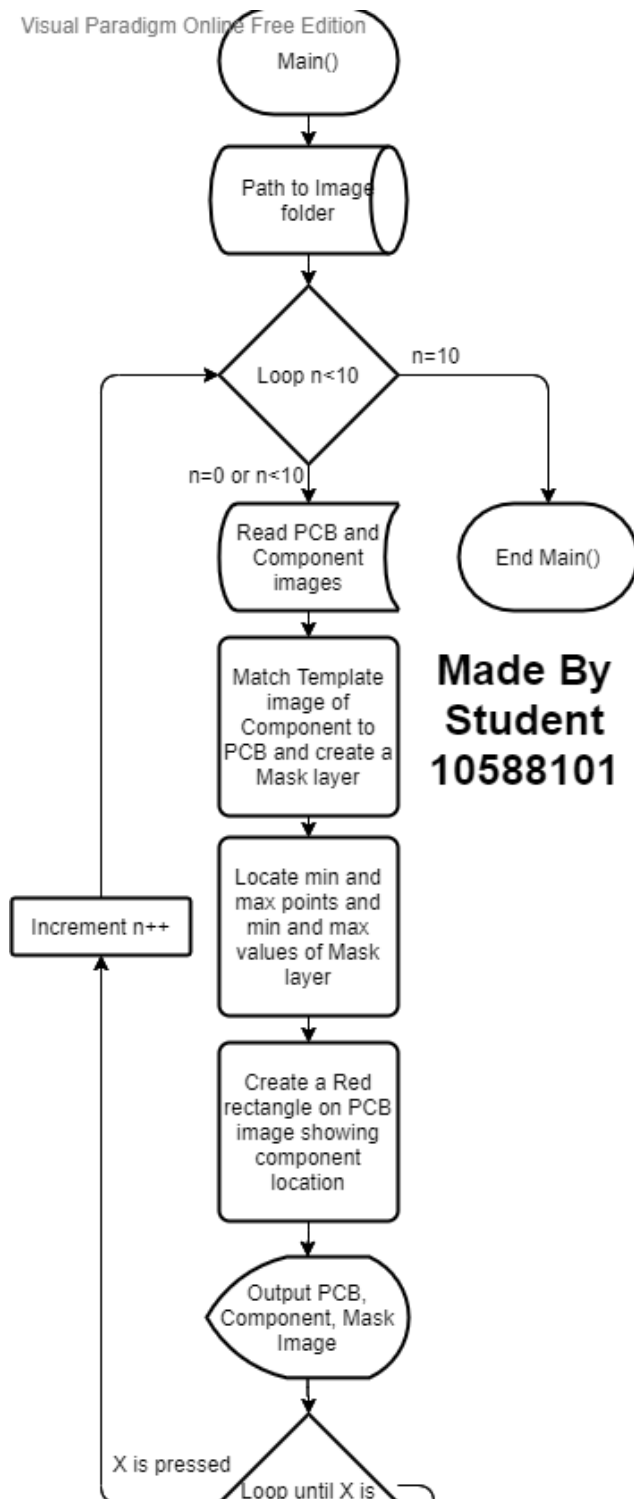 Visual Paradigm Online Free Edition
Main()
Path to Image
folder
Loop n<10
n=10
n=0 or n<10
Read PCB and
Component
images
End Main()
Match Template
image of
Component to
PCB and create a
Mask layer
Made By
Student
10588101
Locate min and
max points and
min and max
values of Mask
layer
Increment n++
Create a Red
rectangle on PCB
image showing
component
location
Output PCB,
Component, Mask
Image
X is pressed
Loop until X is